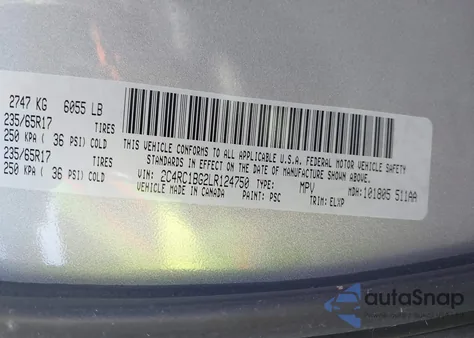 2747 KG 6055 LB
235/65R17 TIRES
250 KPA ( 36 PSI) COLD
235/65R17 TIRES
250 KPA ( 36 PSI) COLD
THIS VEHICLE CONFORMS TO ALL APPLICABLE U.S.A. FEDERAL MOTOR VEHICLE SAFETY
STANDARDS IN EFFECT ON THE DATE OF MANUFACTURE SHOWN ABOVE.
VIN: 2C4RC1BG2LR124750 TYPE: MPV MDH:101805 511AA
VEHICLE MADE IN CANADA PAINT: PSC TRIM: ELXP
autoSnap